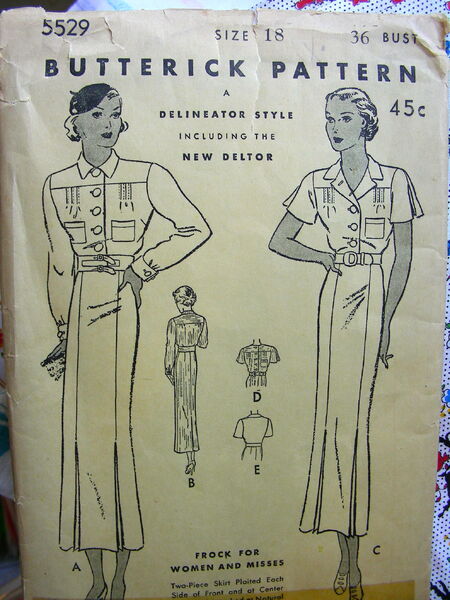 5529 SIZE 18 36 BUST
BUTTERICK PATTERN
A
DELINEATOR STYLE
INCLUDING THE
NEW DELTOR
45c
D
E
B
A
C
FROCK FOR
WOMEN AND MISSES
Two-Piece Skirt Plaited Each
Side of Front and at Center